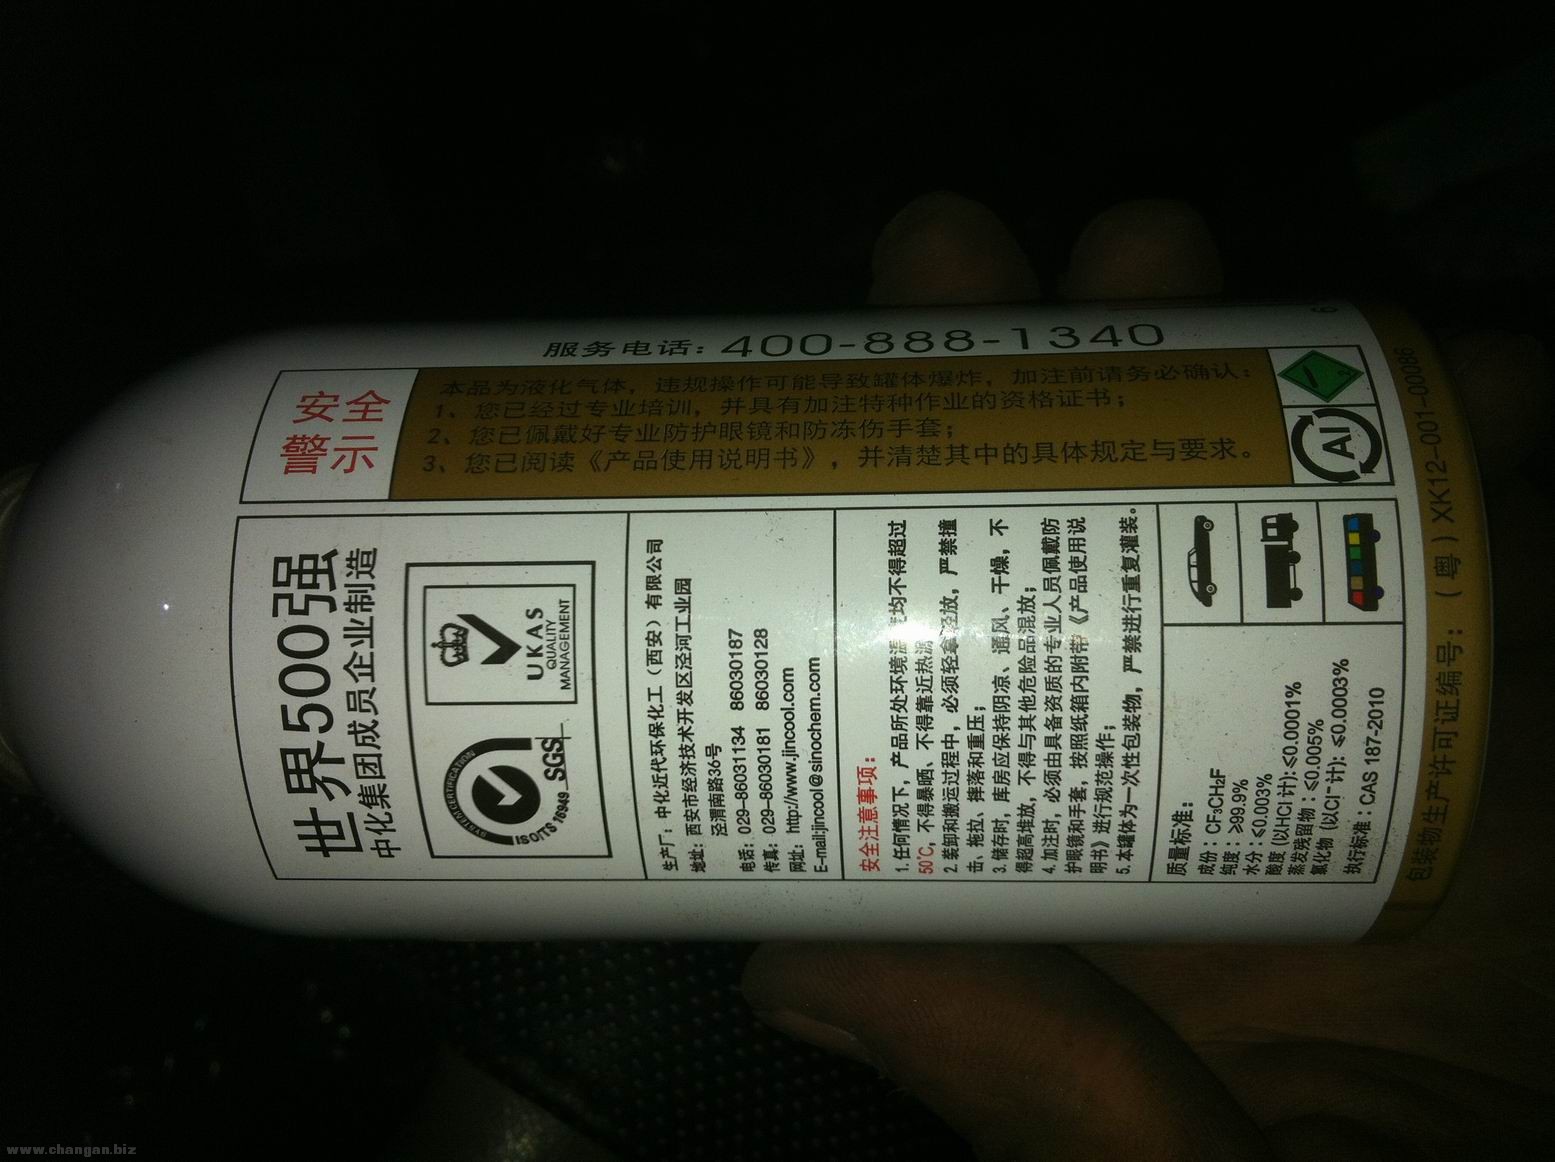 服务电话：400-888-1340
安全
警示
本品为液化气体，违规操作可能导致罐体爆炸，加注前请务必确认：
1、您已经过专业培训，并具有加注特种作业的资格证书；
2、您已佩戴好专业防护眼镜和防冻伤手套；
3、您已阅读《产品使用说明书》，并清楚其中的具体规定与要求。
2
Al
世界500强
中化集团成员企业制造
SYSTEM CERTIFICATION
ISO/TS 16949
SGS
UKAS
QUALITY
MANAGEMENT
生产厂：中化近代环保化工（西安）有限公司
地址：西安市经济技术开发区泾河工业园
泾渭南路36号
电话：029-86031134 86030187
传真：029-86030181 86030128
网址：http://www.jincool.com
E-mail:jincool@sinochem.com
安全注意事项：
1. 任何情况下，产品所处环境温 均不得超过
50℃，不得暴晒、不得靠近热源
2. 装卸和搬运过程中，必须轻拿轻放，严禁撞
击、拖拉、摔落和重压；
3. 储存时，库房应保持阴凉、通风、干燥，不
得超高堆放，不得与其他危险品混放；
4. 加注时，必须由具备资质的专业人员佩戴防
护眼镜和手套，按照纸箱内附带《产品使用说
明书》进行规范操作；
5. 本罐体为一次性包装物，严禁进行重复灌装。
质量标准：
成份：CF₃CH₂F
纯度：≥99.9%
水分：≤0.003%
酸度 (以HCl 计)：≤0.0001%
蒸发残留物：≤0.005%
氯化物 (以Cl⁻ 计)：≤0.0003%
执行标准：CAS 187-2010
包装物生产许可证编号：(粤) XK12-001-00086
www.changan.biz